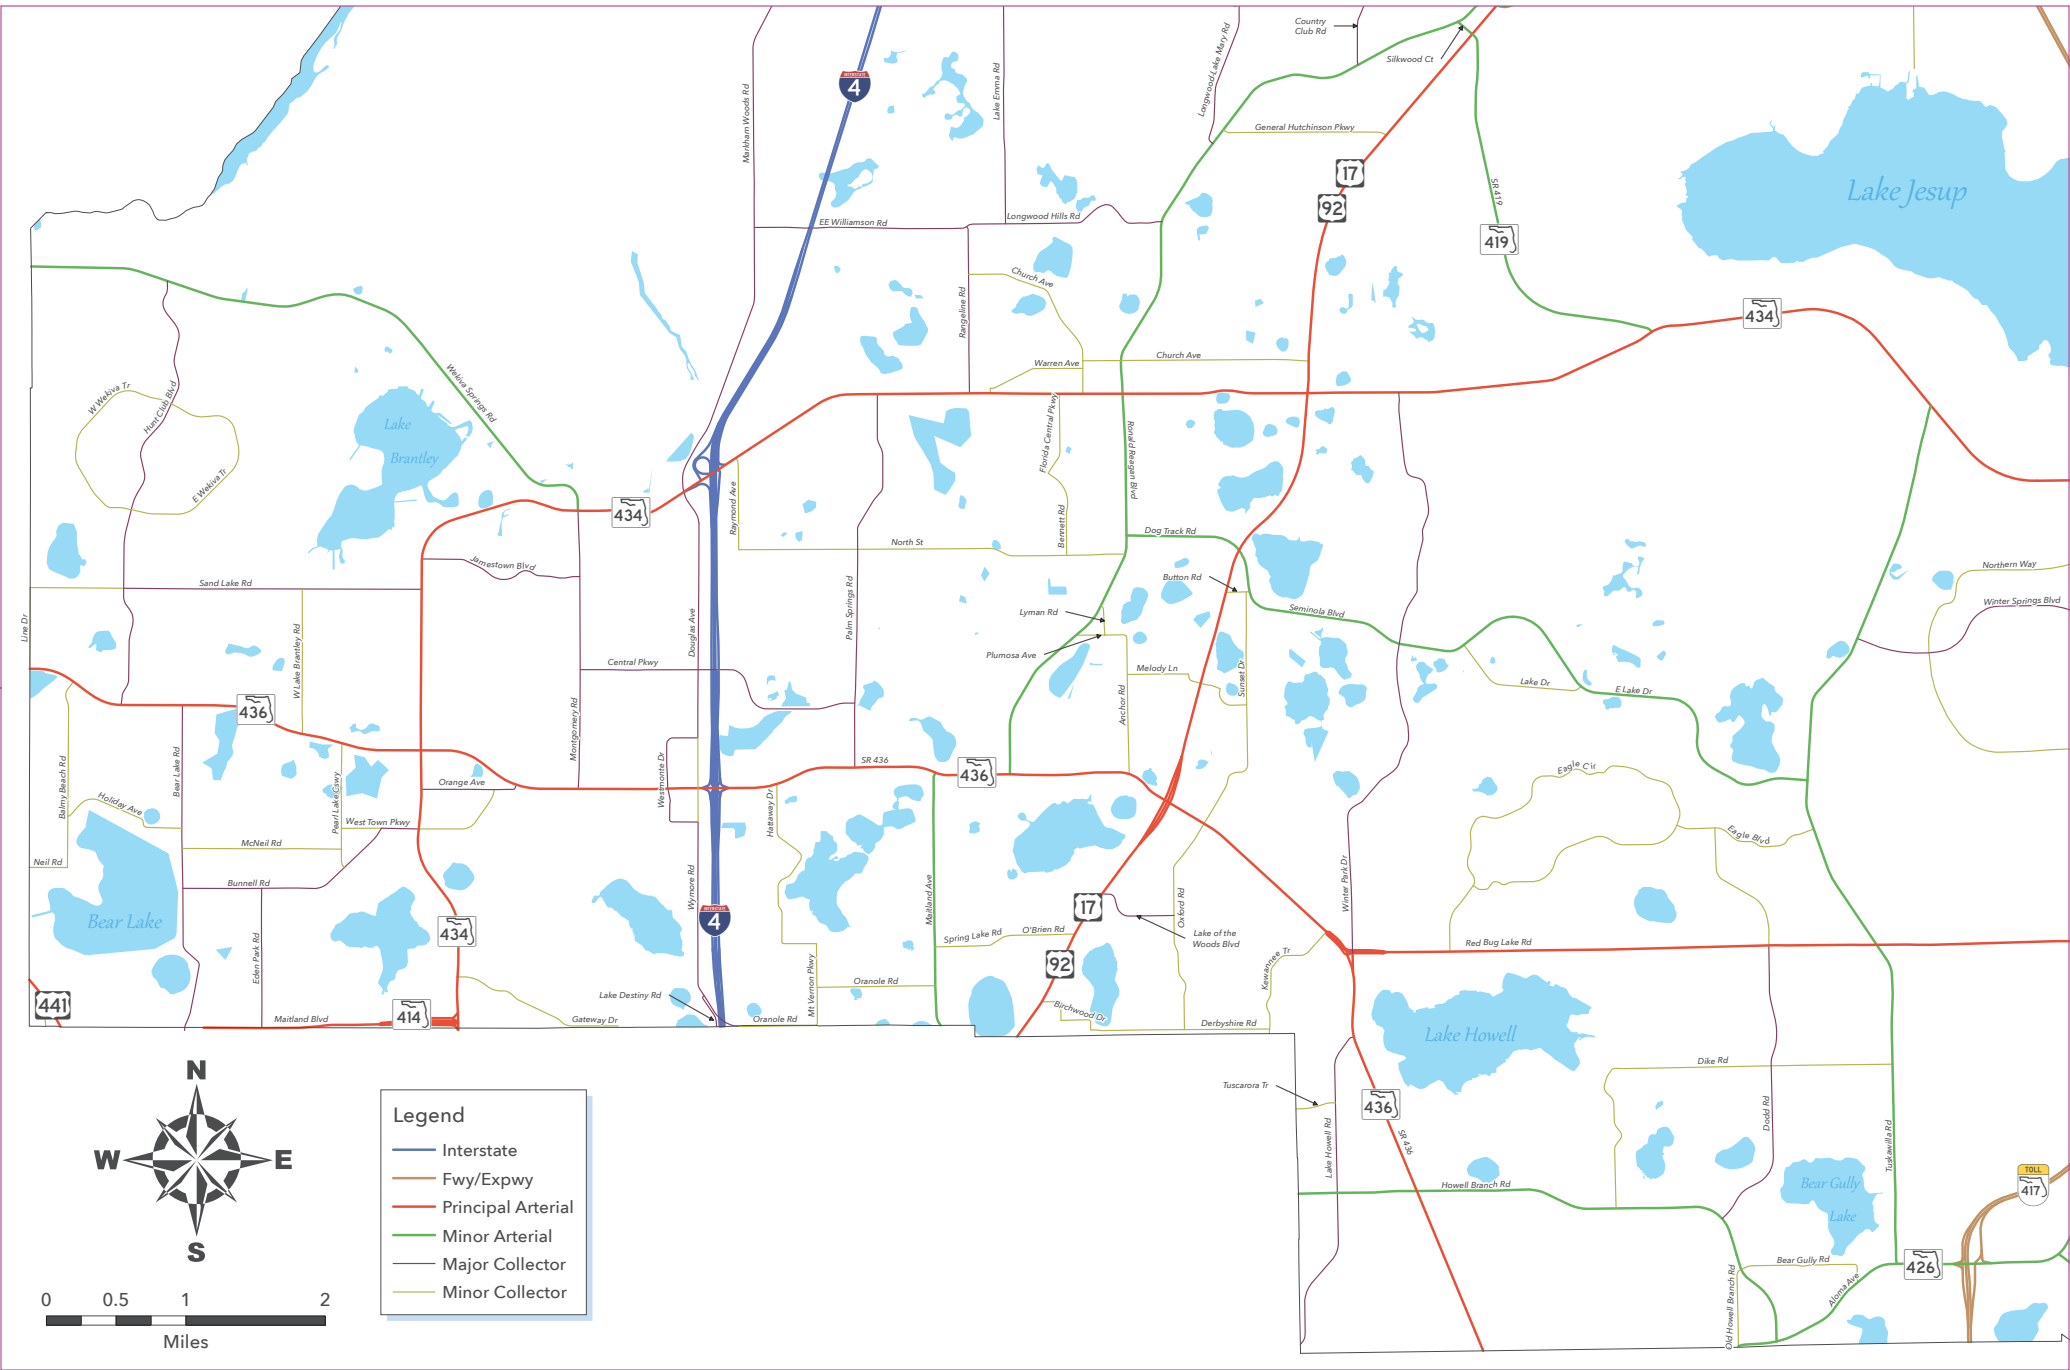 Country
Club Rd
Silkwood Ct
Longwood-Lake Mary Rd
Lake Emma Rd
Markham Woods Rd
INTERSTATE
4
General Hutchinson Pkwy
17
92
SR 419
419
Lake Jesup
EE Williamson Rd
Longwood Hills Rd
Church Ave
Rangeline Rd
434
Warren Ave
Church Ave
W Wekiva Tr
Hunt Club Blvd
E Wekiva Tr
Wekiva Springs Rd
Lake
Brantley
434
Raymond Ave
North St
Florida Central Pkwy
Bennett Rd
Ronald Reagan Blvd
Dog Track Rd
Button Rd
Seminola Blvd
Jamestown Blvd
Sand Lake Rd
Line Dr
W Lake Brantley Rd
Douglas Ave
Palm Springs Rd
Lyman Rd
Plumosa Ave
Melody Ln
Anchor Rd
Sunset Dr
Lake Dr
E Lake Dr
Northern Way
Winter Springs Blvd
Central Pkwy
Montgomery Rd
436
Balmy Beach Rd
Bear Lake Rd
Pearl Lake Cswy
Holiday Ave
Orange Ave
West Town Pkwy
McNeil Rd
Neil Rd
Bunnell Rd
Westmonte Dr
SR 436
436
Hattaway Dr
Maitland Ave
Wymore Rd
Eagle Cir
Eagle Blvd
Winter Park Dr
Oxford Rd
17
92
Lake of the
Woods Blvd
Spring Lake Rd
O'Brien Rd
Kewannee Tr
Red Bug Lake Rd
Bear Lake
434
INTERSTATE
4
Eden Park Rd
441
Maitland Blvd
414
Gateway Dr
Lake Destiny Rd
Oranole Rd
Mt Vernon Pkwy
Oranole Rd
Birchwood Dr
Derbyshire Rd
Lake Howell
Dike Rd
Tuscarora Tr
436
Lake Howell Rd
SR 436
Dodd Rd
Tuskawilla Rd
Howell Branch Rd
Bear Gully
Lake
TOLL
417
Bear Gully Rd
426
Aloma Ave
Old Howell Branch Rd
N
W
E
S
0 0.5 1 2
Miles
Legend
Interstate
Fwy/Expwy
Principal Arterial
Minor Arterial
Major Collector
Minor Collector